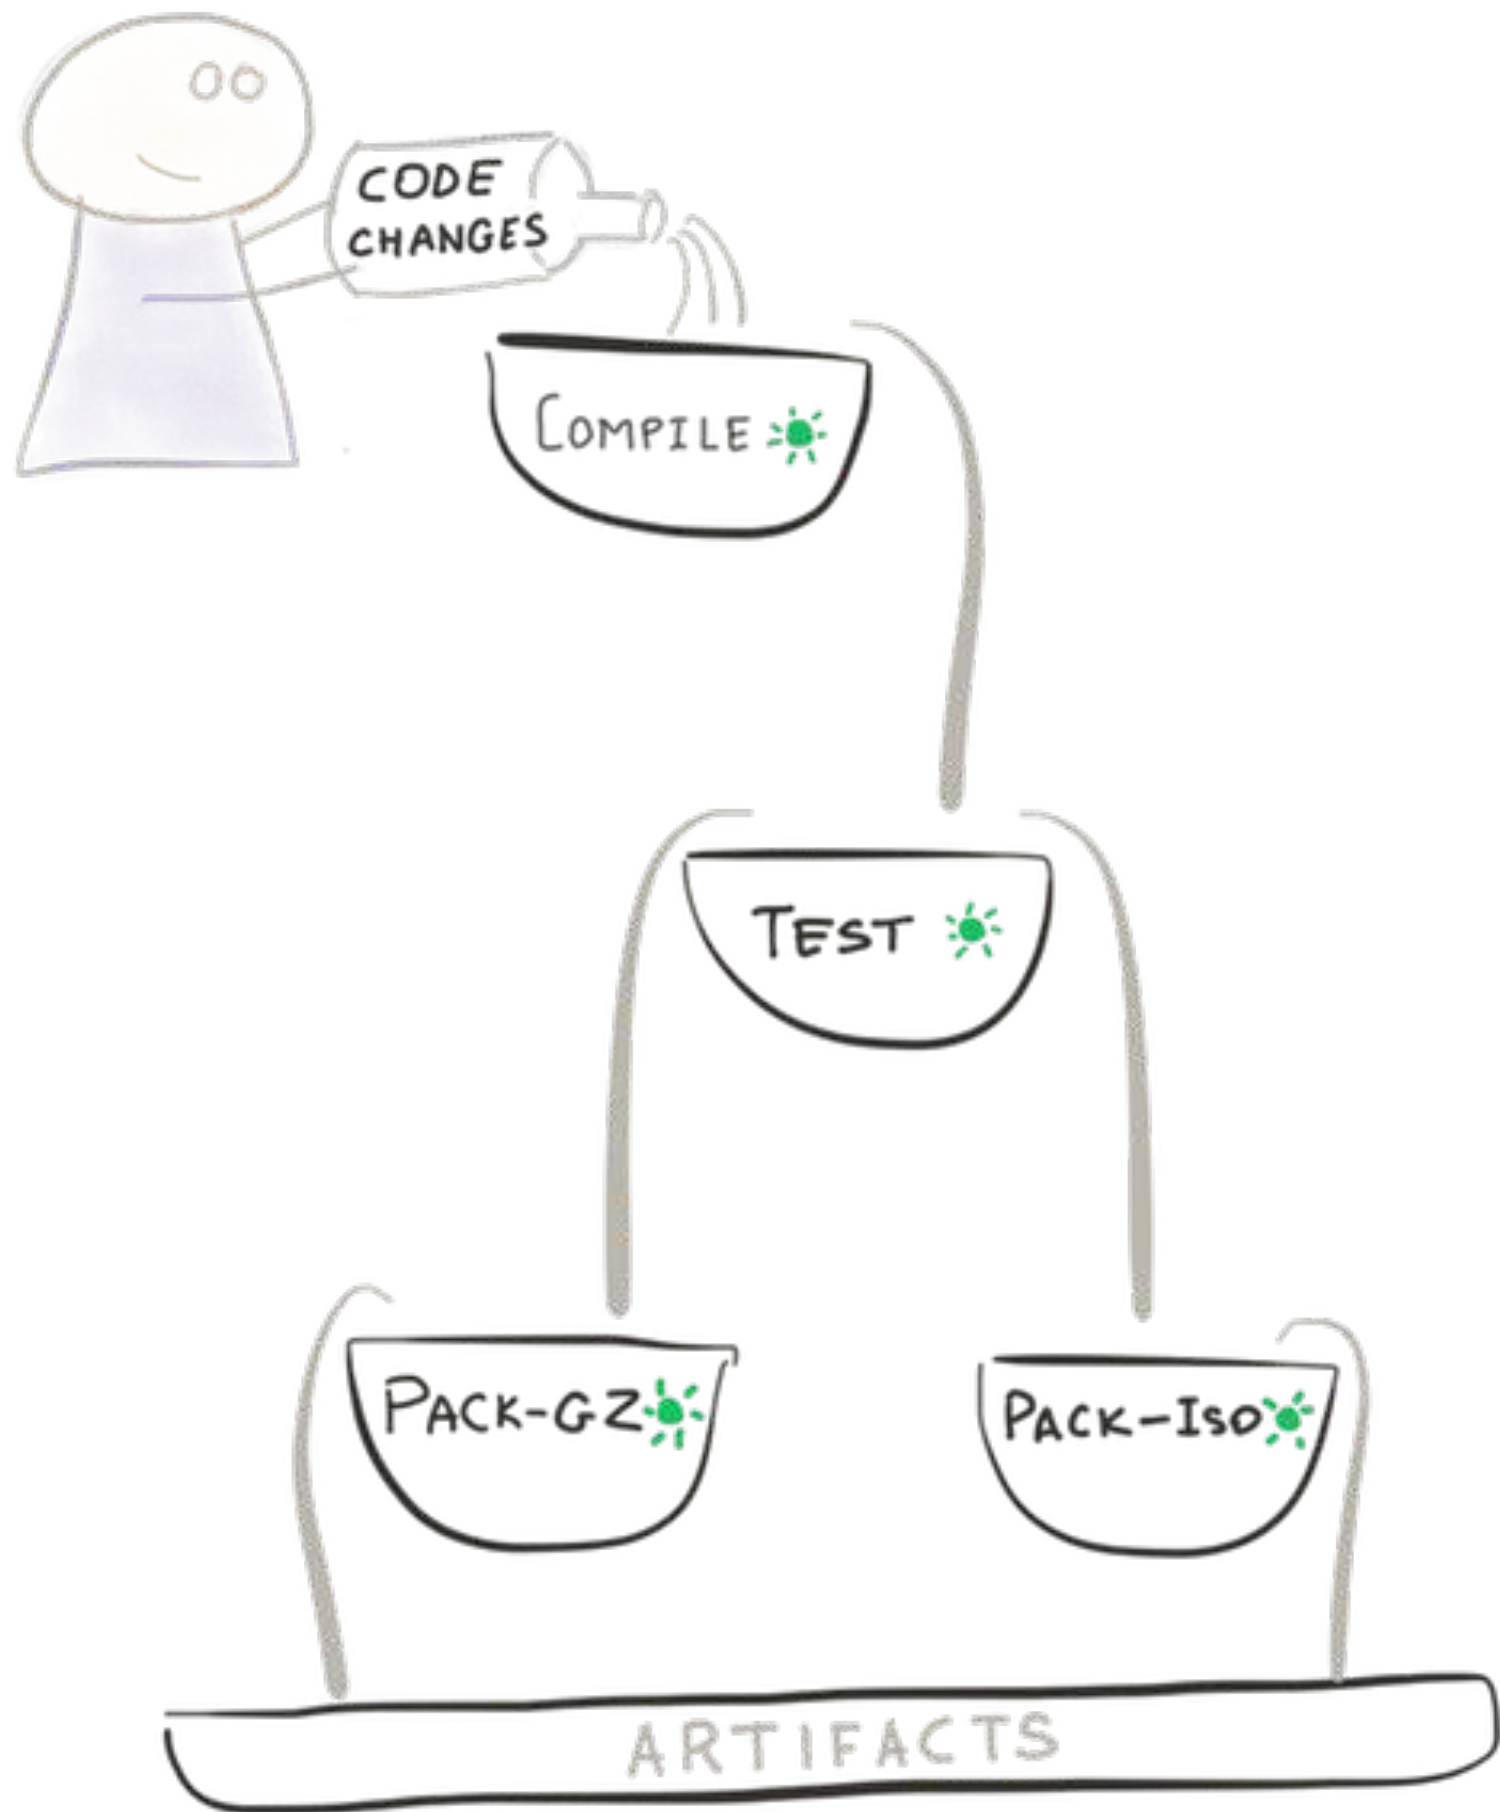 CODE
CHANGES
COMPILE
TEST
PACK-GZ
PACK-ISO
ARTIFACTS